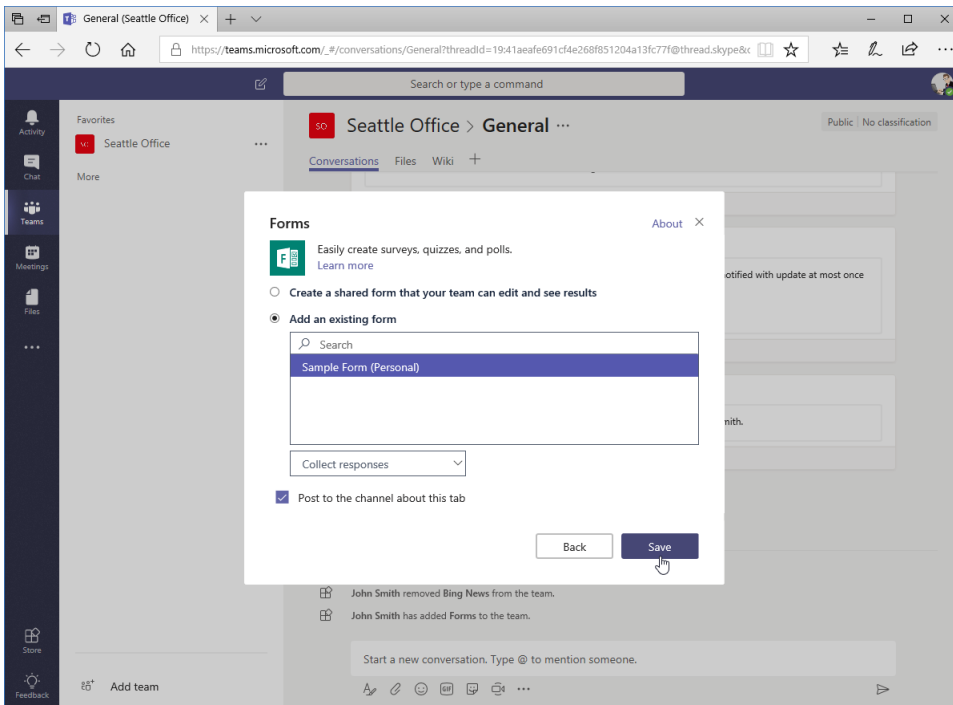 General (Seattle Office)
https://teams.microsoft.com/_#/conversations/General?threadId=19:41aeafe691cf4e268f851204a13fc77f@thread.skype&c
Search or type a command
Activity
Chat
Teams
Meetings
Files
Store
Feedback
Favorites
SO Seattle Office
More
Add team
SO Seattle Office > General
Public No classification
Conversations Files Wiki
otified with update at most once
mith.
Forms
About
F
Easily create surveys, quizzes, and polls.
Learn more
Create a shared form that your team can edit and see results
Add an existing form
Search
Sample Form (Personal)
Collect responses
Post to the channel about this tab
Back Save
John Smith removed Bing News from the team.
John Smith has added Forms to the team.
Start a new conversation. Type @ to mention someone.
GIF